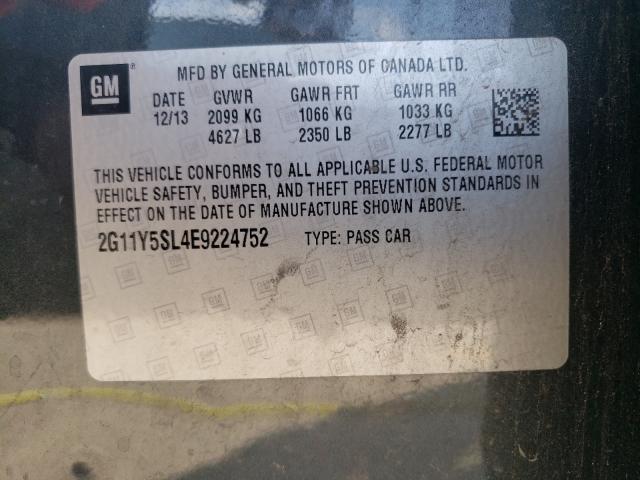 GM ® MFD BY GENERAL MOTORS OF CANADA LTD.
DATE GVWR GAWR FRT GAWR RR
12/13 2099 KG 1066 KG 1033 KG
4627 LB 2350 LB 2277 LB
THIS VEHICLE CONFORMS TO ALL APPLICABLE U.S. FEDERAL MOTOR
VEHICLE SAFETY, BUMPER, AND THEFT PREVENTION STANDARDS IN
EFFECT ON THE DATE OF MANUFACTURE SHOWN ABOVE.
2G11Y5SL4E9224752 TYPE: PASS CAR